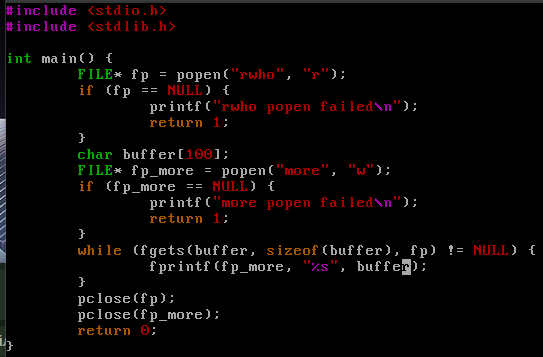 #include <stdio.h>
#include <stdlib.h>

int main() {
        FILE* fp = popen("rwho", "r");
        if (fp == NULL) {
                printf("rwho popen failed\n");
                return 1;
        }
        char buffer[100];
        FILE* fp_more = popen("more", "w");
        if (fp_more == NULL) {
                printf("more popen failed\n");
                return 1;
        }
        while (fgets(buffer, sizeof(buffer), fp) != NULL) {
                fprintf(fp_more, "%s", buffer);
        }
        pclose(fp);
        pclose(fp_more);
        return 0;
}